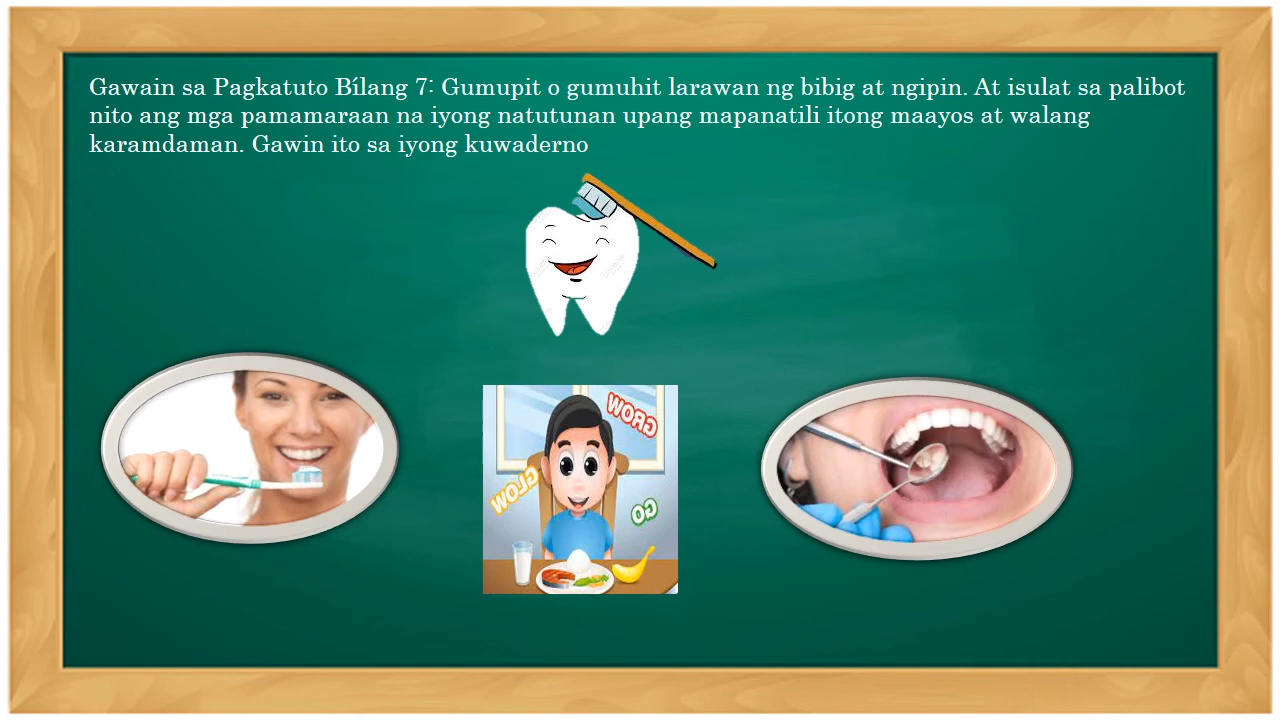 Gawain sa Pagkatuto Bílang 7: Gumupit o gumuhit larawan ng bibig at ngipin. At isulat sa palibot
nito ang mga pamamaraan na iyong natutunan upang mapanatili itong maayos at walang
karamdaman. Gawin ito sa iyong kuwaderno
GROW
GLOW
GO